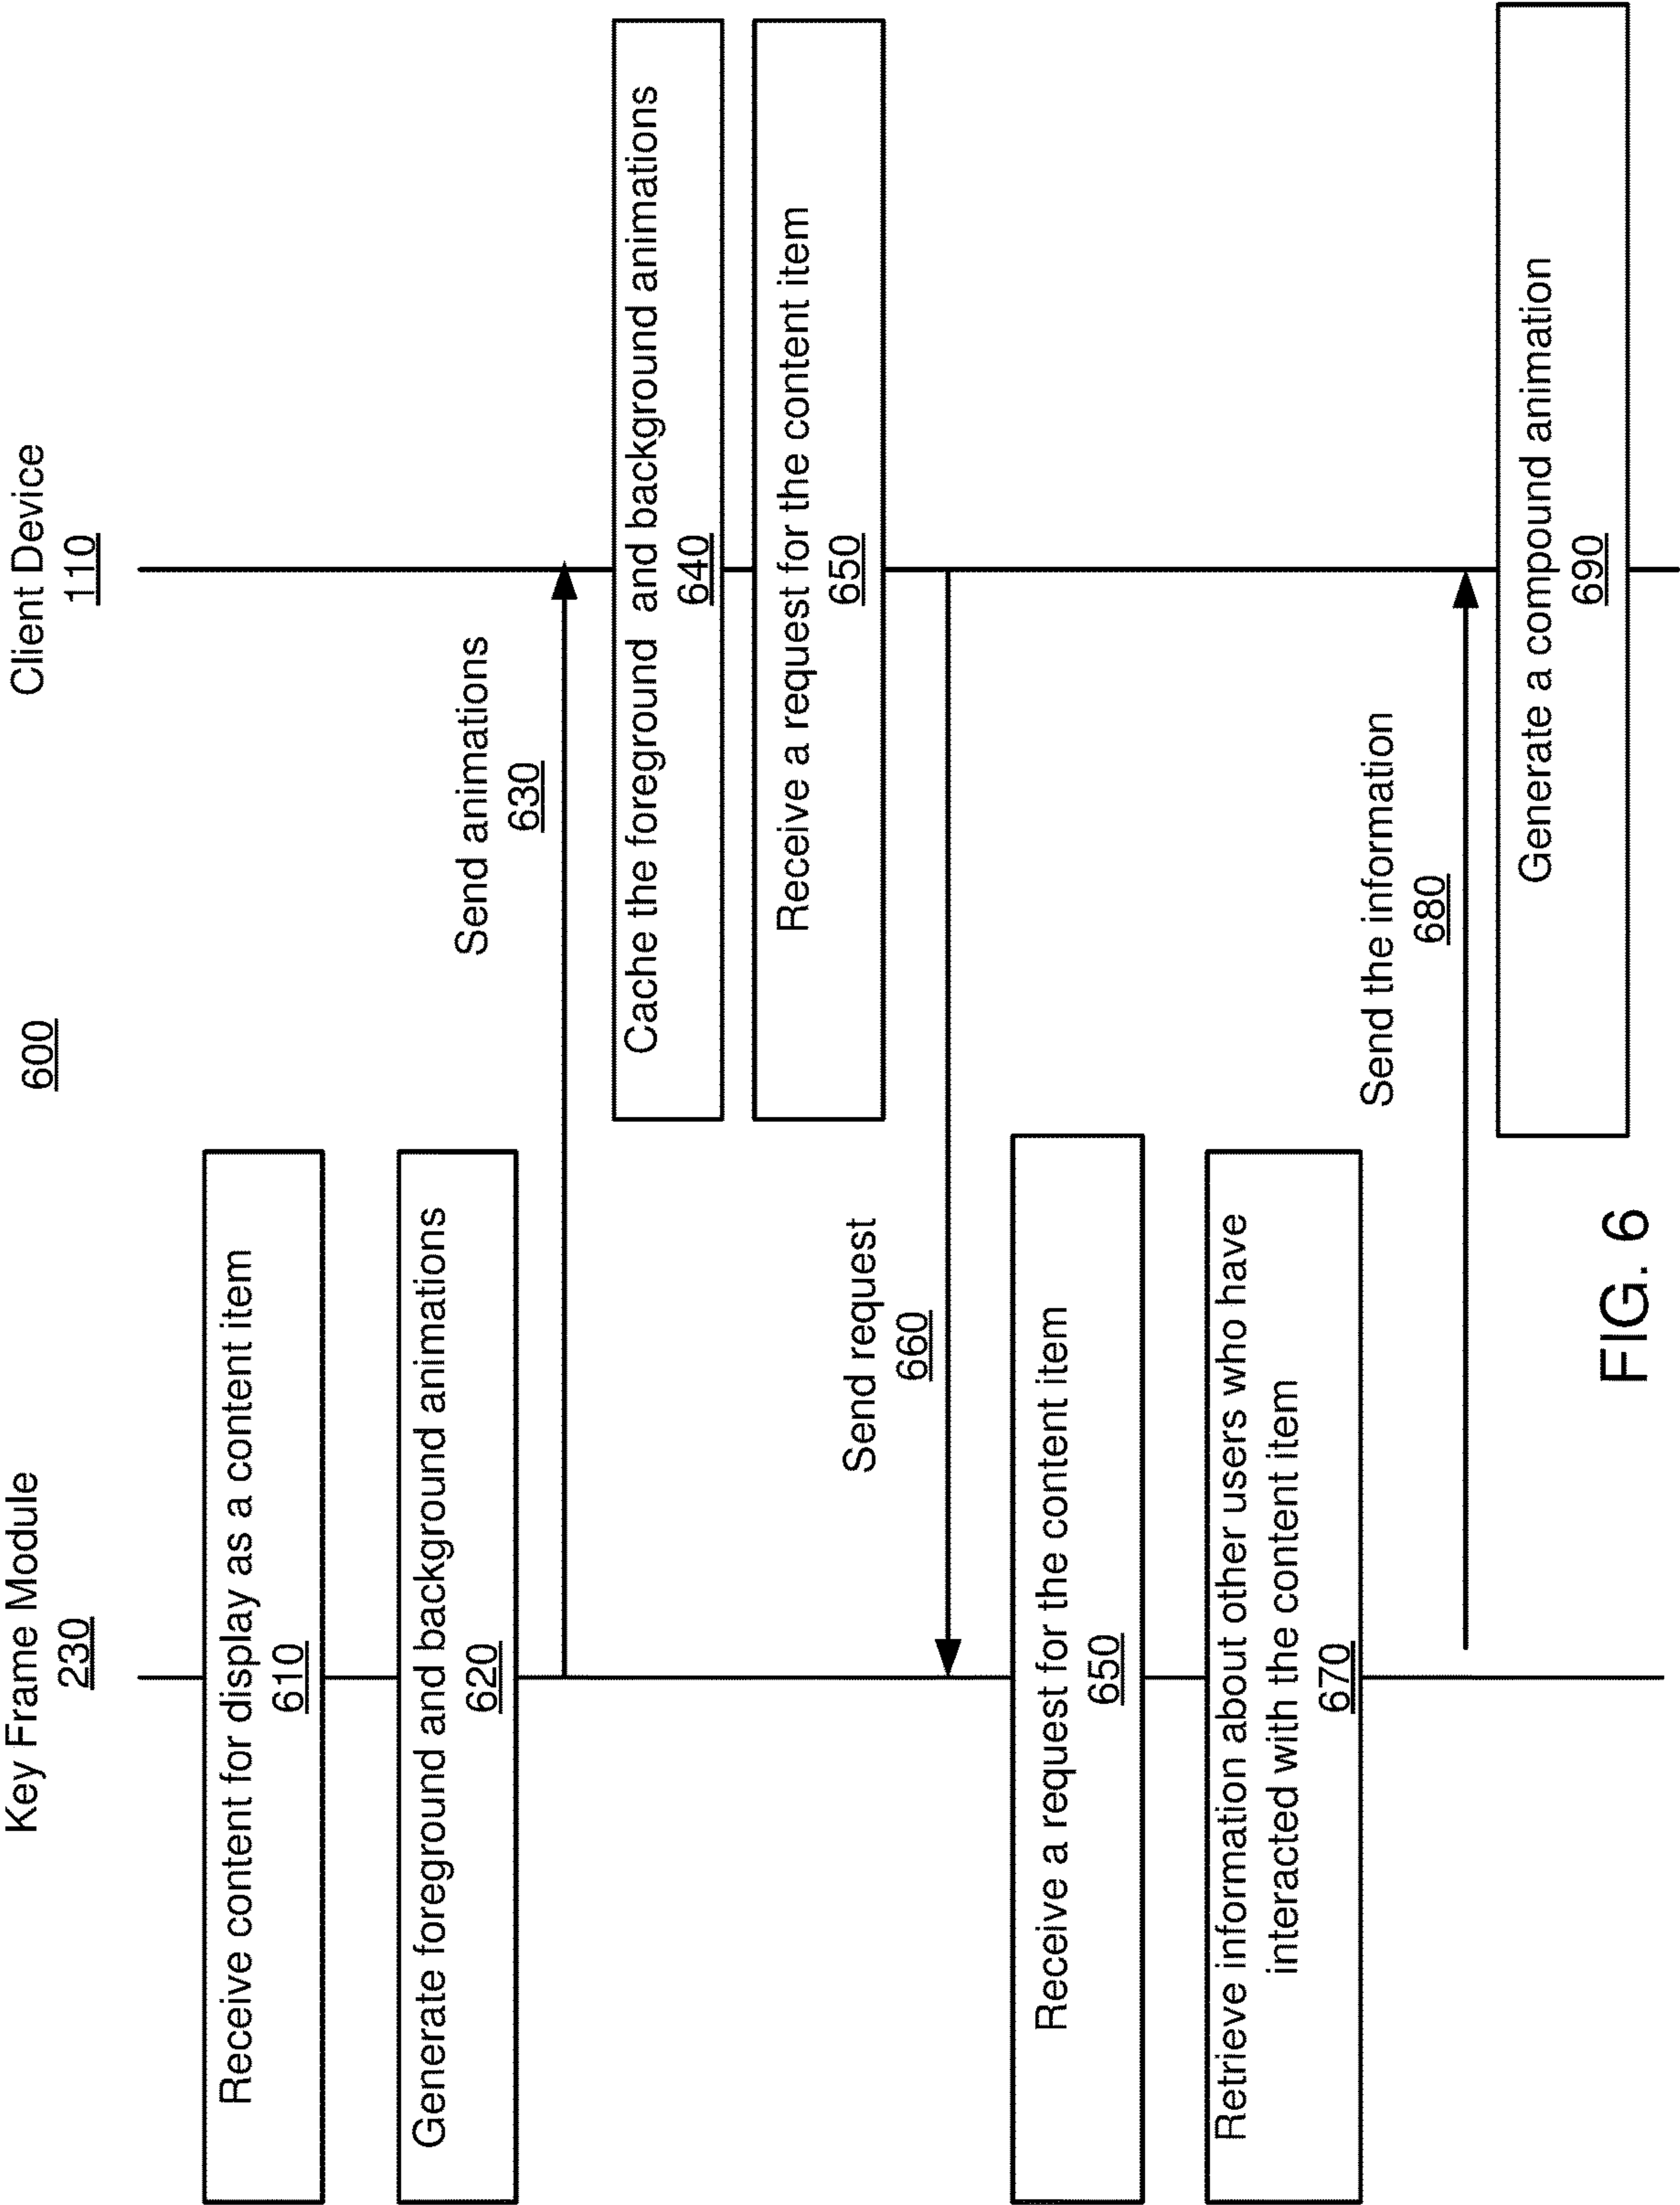 600
Key Frame Module
230
Client Device
110
Receive content for display as a content item
610
Generate foreground and background animations
620
Send animations
630
Cache the foreground and background animations
640
Receive a request for the content item
650
Send request
660
Receive a request for the content item
650
Retrieve information about other users who have
interacted with the content item
670
Send the information
680
Generate a compound animation
690
FIG. 6